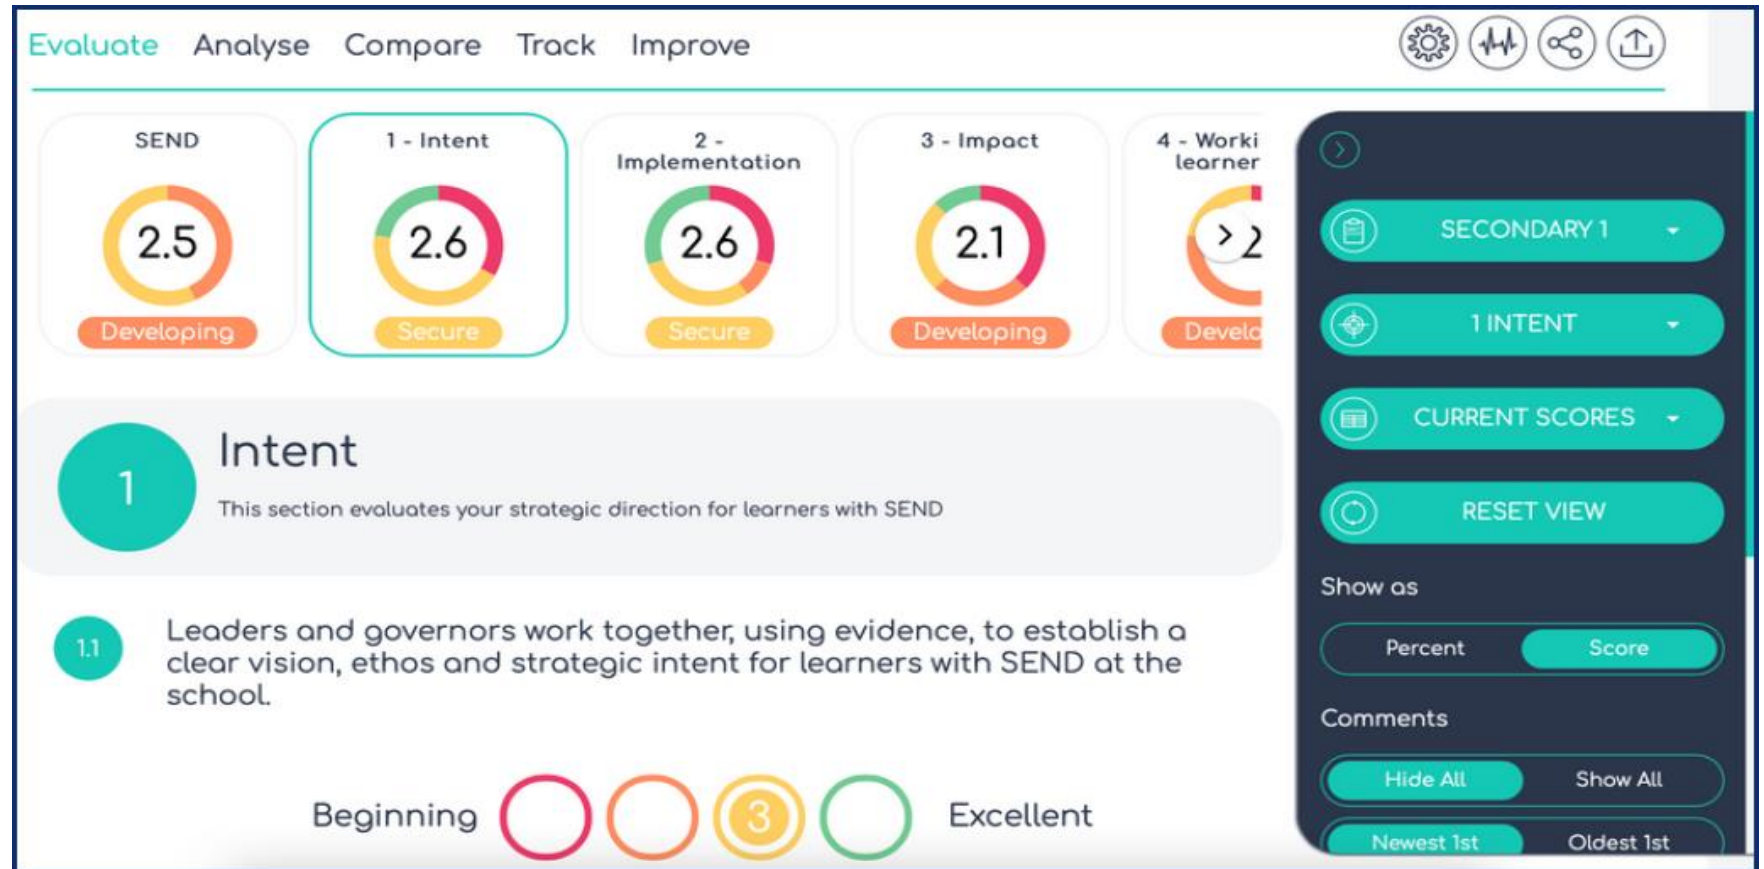 Evaluate Analyse Compare Track Improve
SEND
2.5
Developing
1 - Intent
2.6
Secure
2 -
Implementation
2.6
Secure
3 - Impact
2.1
Developing
4 - Worki
learner
2
Develo
1
Intent
This section evaluates your strategic direction for learners with SEND
1.1
Leaders and governors work together, using evidence, to establish a
clear vision, ethos and strategic intent for learners with SEND at the
school.
Beginning 3 Excellent
SECONDARY 1
1 INTENT
CURRENT SCORES
RESET VIEW
Show as
Percent Score
Comments
Hide All Show All
Newest 1st Oldest 1st